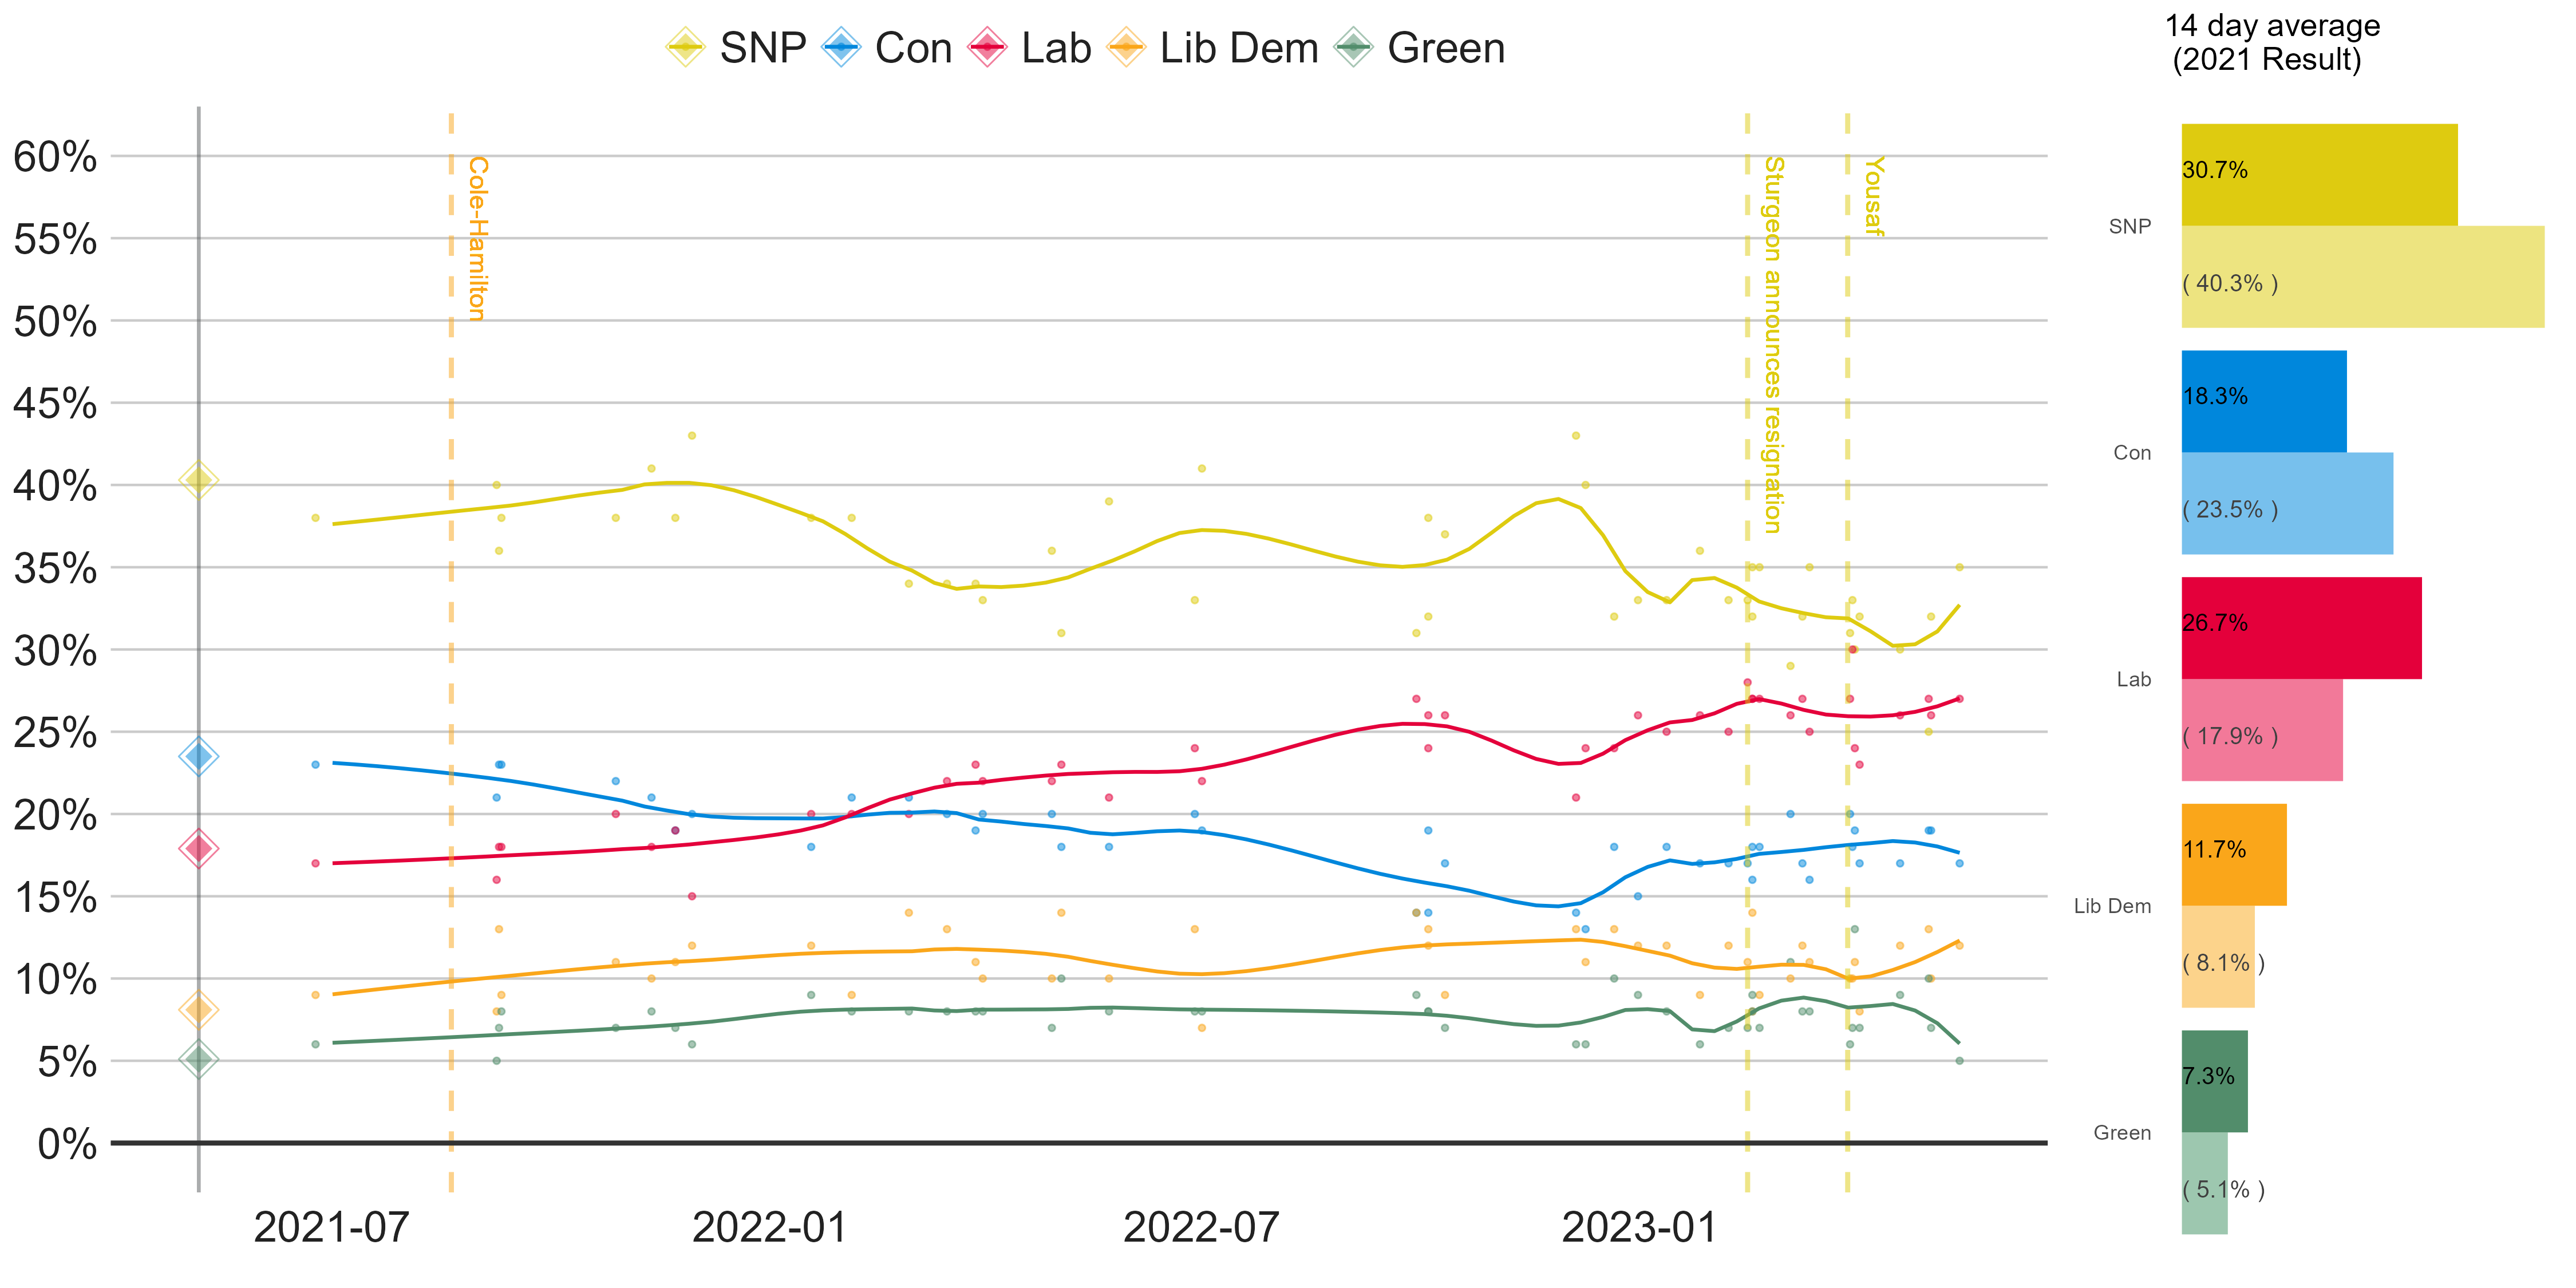 SNP Con Lab Lib Dem Green
14 day average
(2021 Result)
60%
55%
50%
45%
40%
35%
30%
25%
20%
15%
10%
5%
0%
Cole-Hamilton
Sturgeon announces resignation
Yousaf
2021-07 2022-01 2022-07 2023-01
SNP
30.7%
( 40.3% )
Con
18.3%
( 23.5% )
Lab
26.7%
( 17.9% )
Lib Dem
11.7%
( 8.1% )
Green
7.3%
( 5.1% )